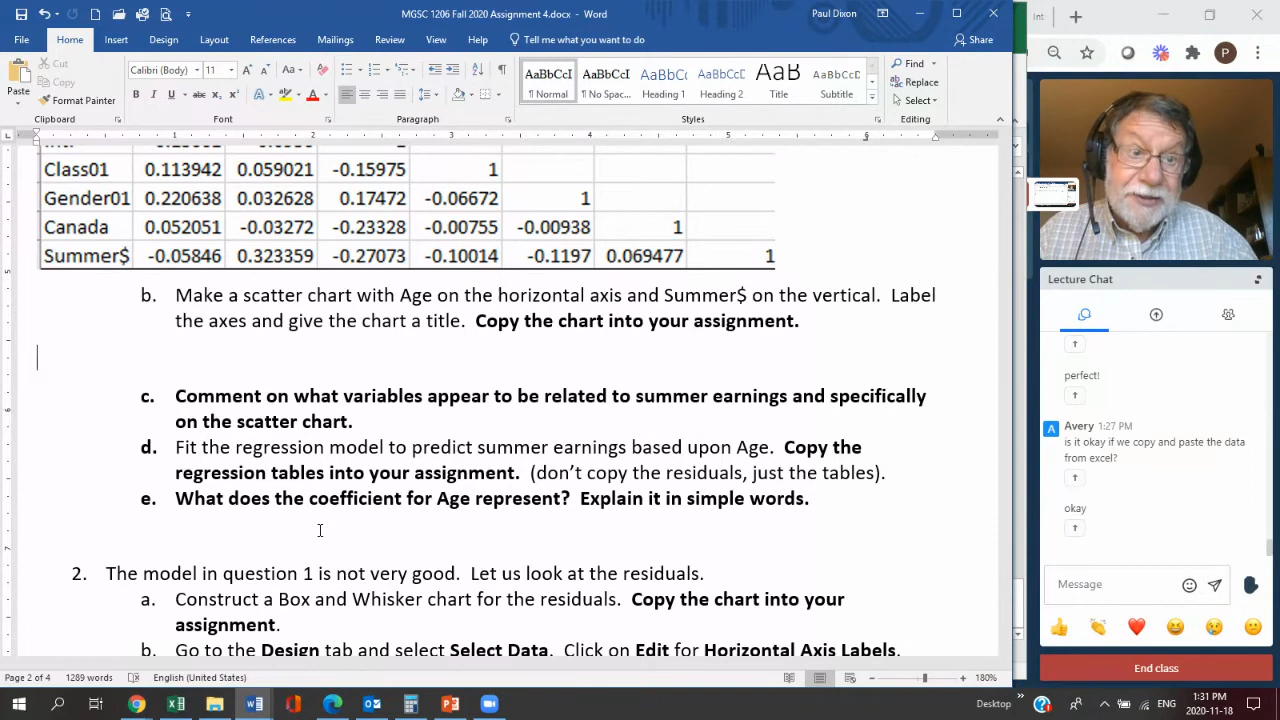 MGSC 1206 Fall 2020 Assignment 4.docx - Word
Paul Dixon
File Home Insert Design Layout References Mailings Review View Help Tell me what you want to do Share
Paste
Cut
Copy
Format Painter
Calibri (Body) 11
Clipboard Font Paragraph Styles Editing
AaBbCcI AaBbCcI AaBbC( AaBbCcI AaB AaBbCcD
¶ Normal ¶ No Spac... Heading 1 Heading 2 Title Subtitle
Find
Replace
Select
Class01 0.113942 0.059021 -0.15975 1
Gender01 0.220638 0.032628 0.17472 -0.06672 1
Canada 0.052051 -0.03272 -0.23328 -0.00755 -0.00938 1
Summer$ -0.05846 0.323359 -0.27073 -0.10014 -0.1197 0.069477 1
b. Make a scatter chart with Age on the horizontal axis and Summer$ on the vertical. Label
the axes and give the chart a title. Copy the chart into your assignment.
c. Comment on what variables appear to be related to summer earnings and specifically
on the scatter chart.
d. Fit the regression model to predict summer earnings based upon Age. Copy the
regression tables into your assignment. (don't copy the residuals, just the tables).
e. What does the coefficient for Age represent? Explain it in simple words.
2. The model in question 1 is not very good. Let us look at the residuals.
a. Construct a Box and Whisker chart for the residuals. Copy the chart into your
assignment.
b. Go to the Design tab and select Select Data. Click on Edit for Horizontal Axis Labels.
Page 2 of 4 1289 words English (United States) 180%
Int
P
Lecture Chat
perfect!
A Avery 1:27 PM
is it okay if we copy and paste the data
from excel?
okay
Message
End class
Desktop ENG 1:31 PM
2020-11-18